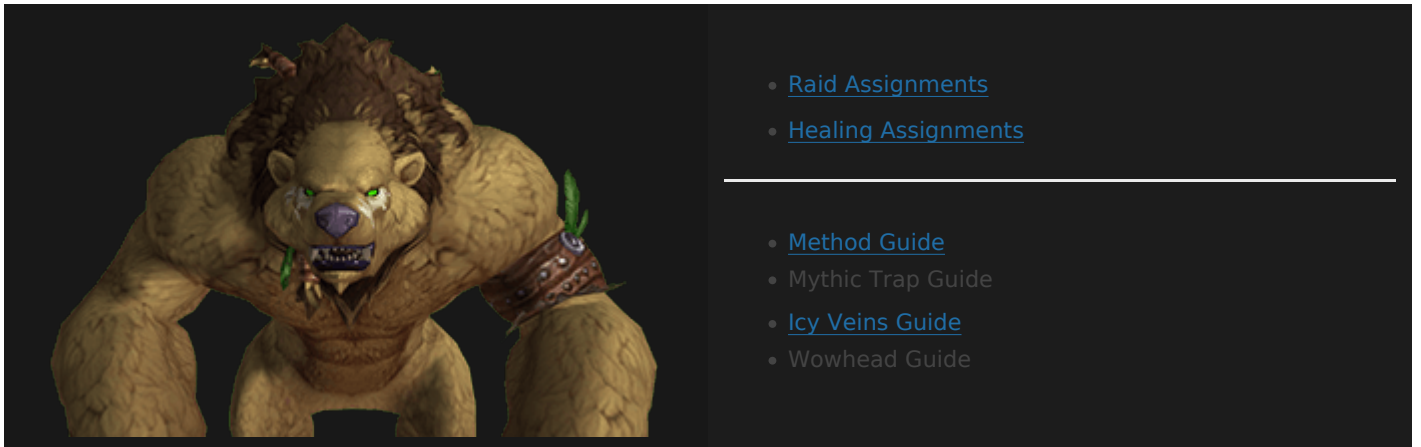 Raid Assignments
Healing Assignments
Method Guide
Mythic Trap Guide
Icy Veins Guide
Wowhead Guide